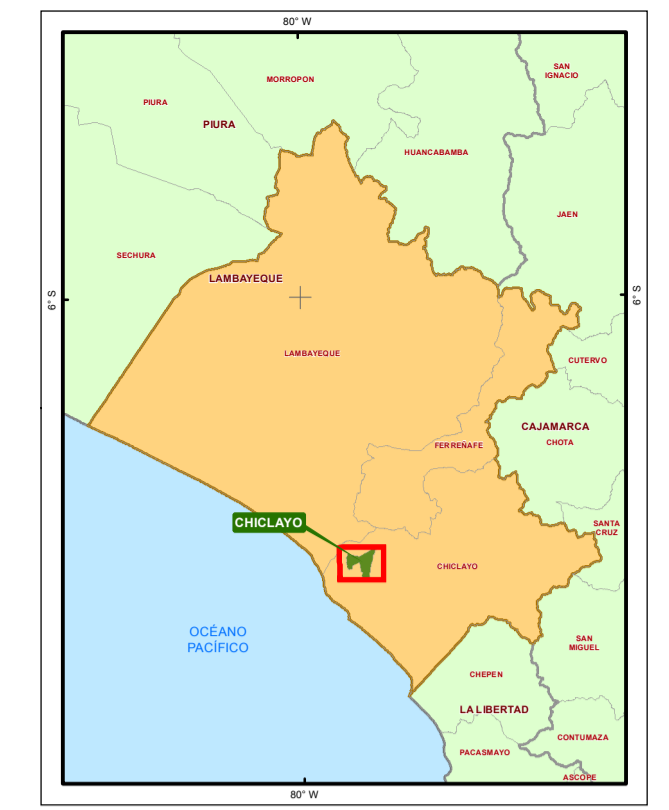 80° W
SAN
IGNACIO
MORROPON
PIURA
PIURA
HUANCABAMBA
JAEN
SECHURA
LAMBAYEQUE
6° S
6° S
LAMBAYEQUE
CUTERVO
CAJAMARCA
CHOTA
FERREÑAFE
CHICLAYO
SANTA
CRUZ
CHICLAYO
OCÉANO
PACÍFICO
SAN
MIGUEL
CHEPEN
LA LIBERTAD
CONTUMAZA
PACASMAYO
ASCOPE
80° W